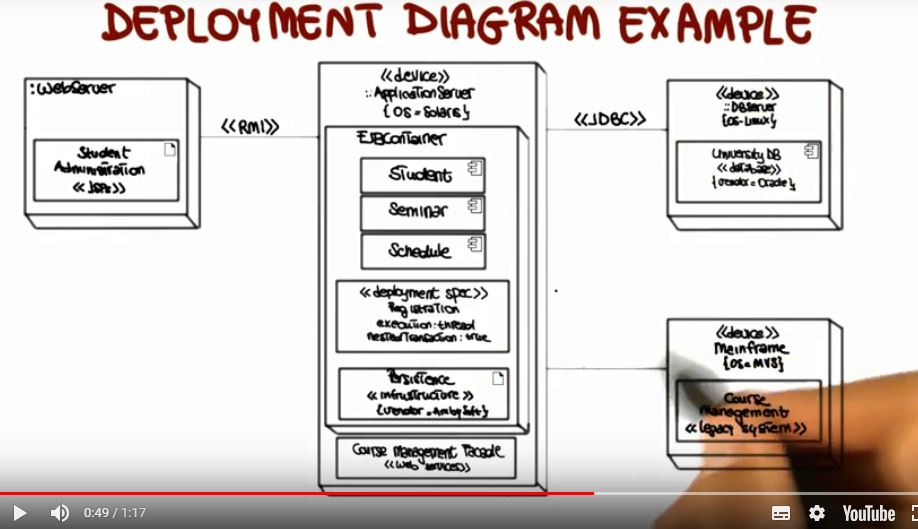 DEPLOYMENT DIAGRAM EXAMPLE
:WebServer
Student
Administration
<<JSPs>>
<<RMI>>
<<device>>
::ApplicationServer
{OS=Solaris}
EJBContainer
Student
Seminar
Schedule
<<deployment spec>>
Registration
execution:thread
nestedTransaction:true
Persistence
<<infrastructure>>
{vendor=AmbySoft}
Course Management Facade
<<web services>>
<<JDBC>>
<<device>>
::DBServer
{OS=Linux}
University DB
<<database>>
{vendor=Oracle}
<<device>>
Mainframe
{OS=MVS}
Course
Management
<<legacy system>>
0:49 / 1:17
YouTube